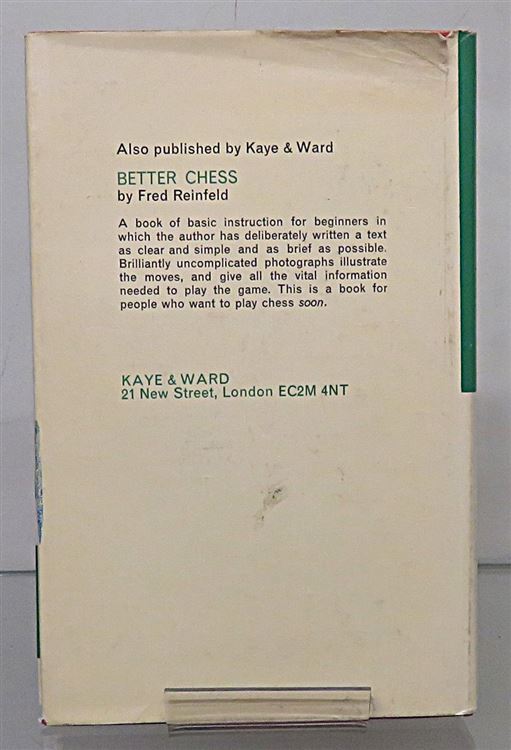 Also published by Kaye & Ward
BETTER CHESS
by Fred Reinfeld
A book of basic instruction for beginners in
which the author has deliberately written a text
as clear and simple and as brief as possible.
Brilliantly uncomplicated photographs illustrate
the moves, and give all the vital information
needed to play the game. This is a book for
people who want to play chess soon.
KAYE & WARD
21 New Street, London EC2M 4NT